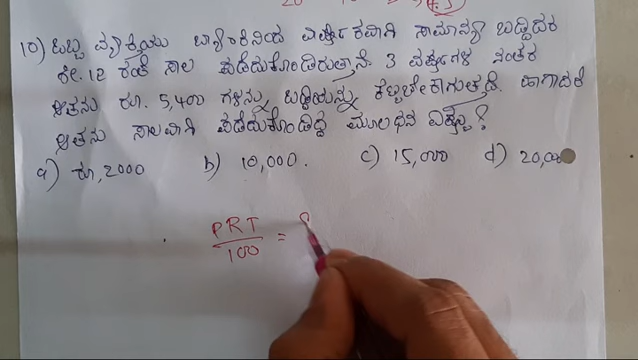 10) ಒಬ್ಬ ವ್ಯಕ್ತಿಯು ಬ್ಯಾಂಕಿನಿಂದ ವಾರ್ಷಿಕವಾಗಿ ಸಾಮಾನ್ಯ ಬಡ್ಡಿದರ
ಶೇ. 12 ರಂತೆ ಸಾಲ ಪಡೆದುಕೊಂಡಿರುತ್ತಾನೆ. 3 ವರ್ಷಗಳ ನಂತರ
ಆತನು ರೂ. 5,400 ಗಳನ್ನು ಬಡ್ಡಿಯನ್ನು ಕಟ್ಟಬೇಕಾಗುತ್ತದೆ. ಹಾಗಾದರೆ
ಆತನು ಸಾಲವಾಗಿ ಪಡೆದುಕೊಂಡಿದ್ದ ಮೂಲಧನ ಎಷ್ಟು?
a) ರೂ, 2000 b) 10,000. c) 15,000 d) 20,000
PRT
100 =